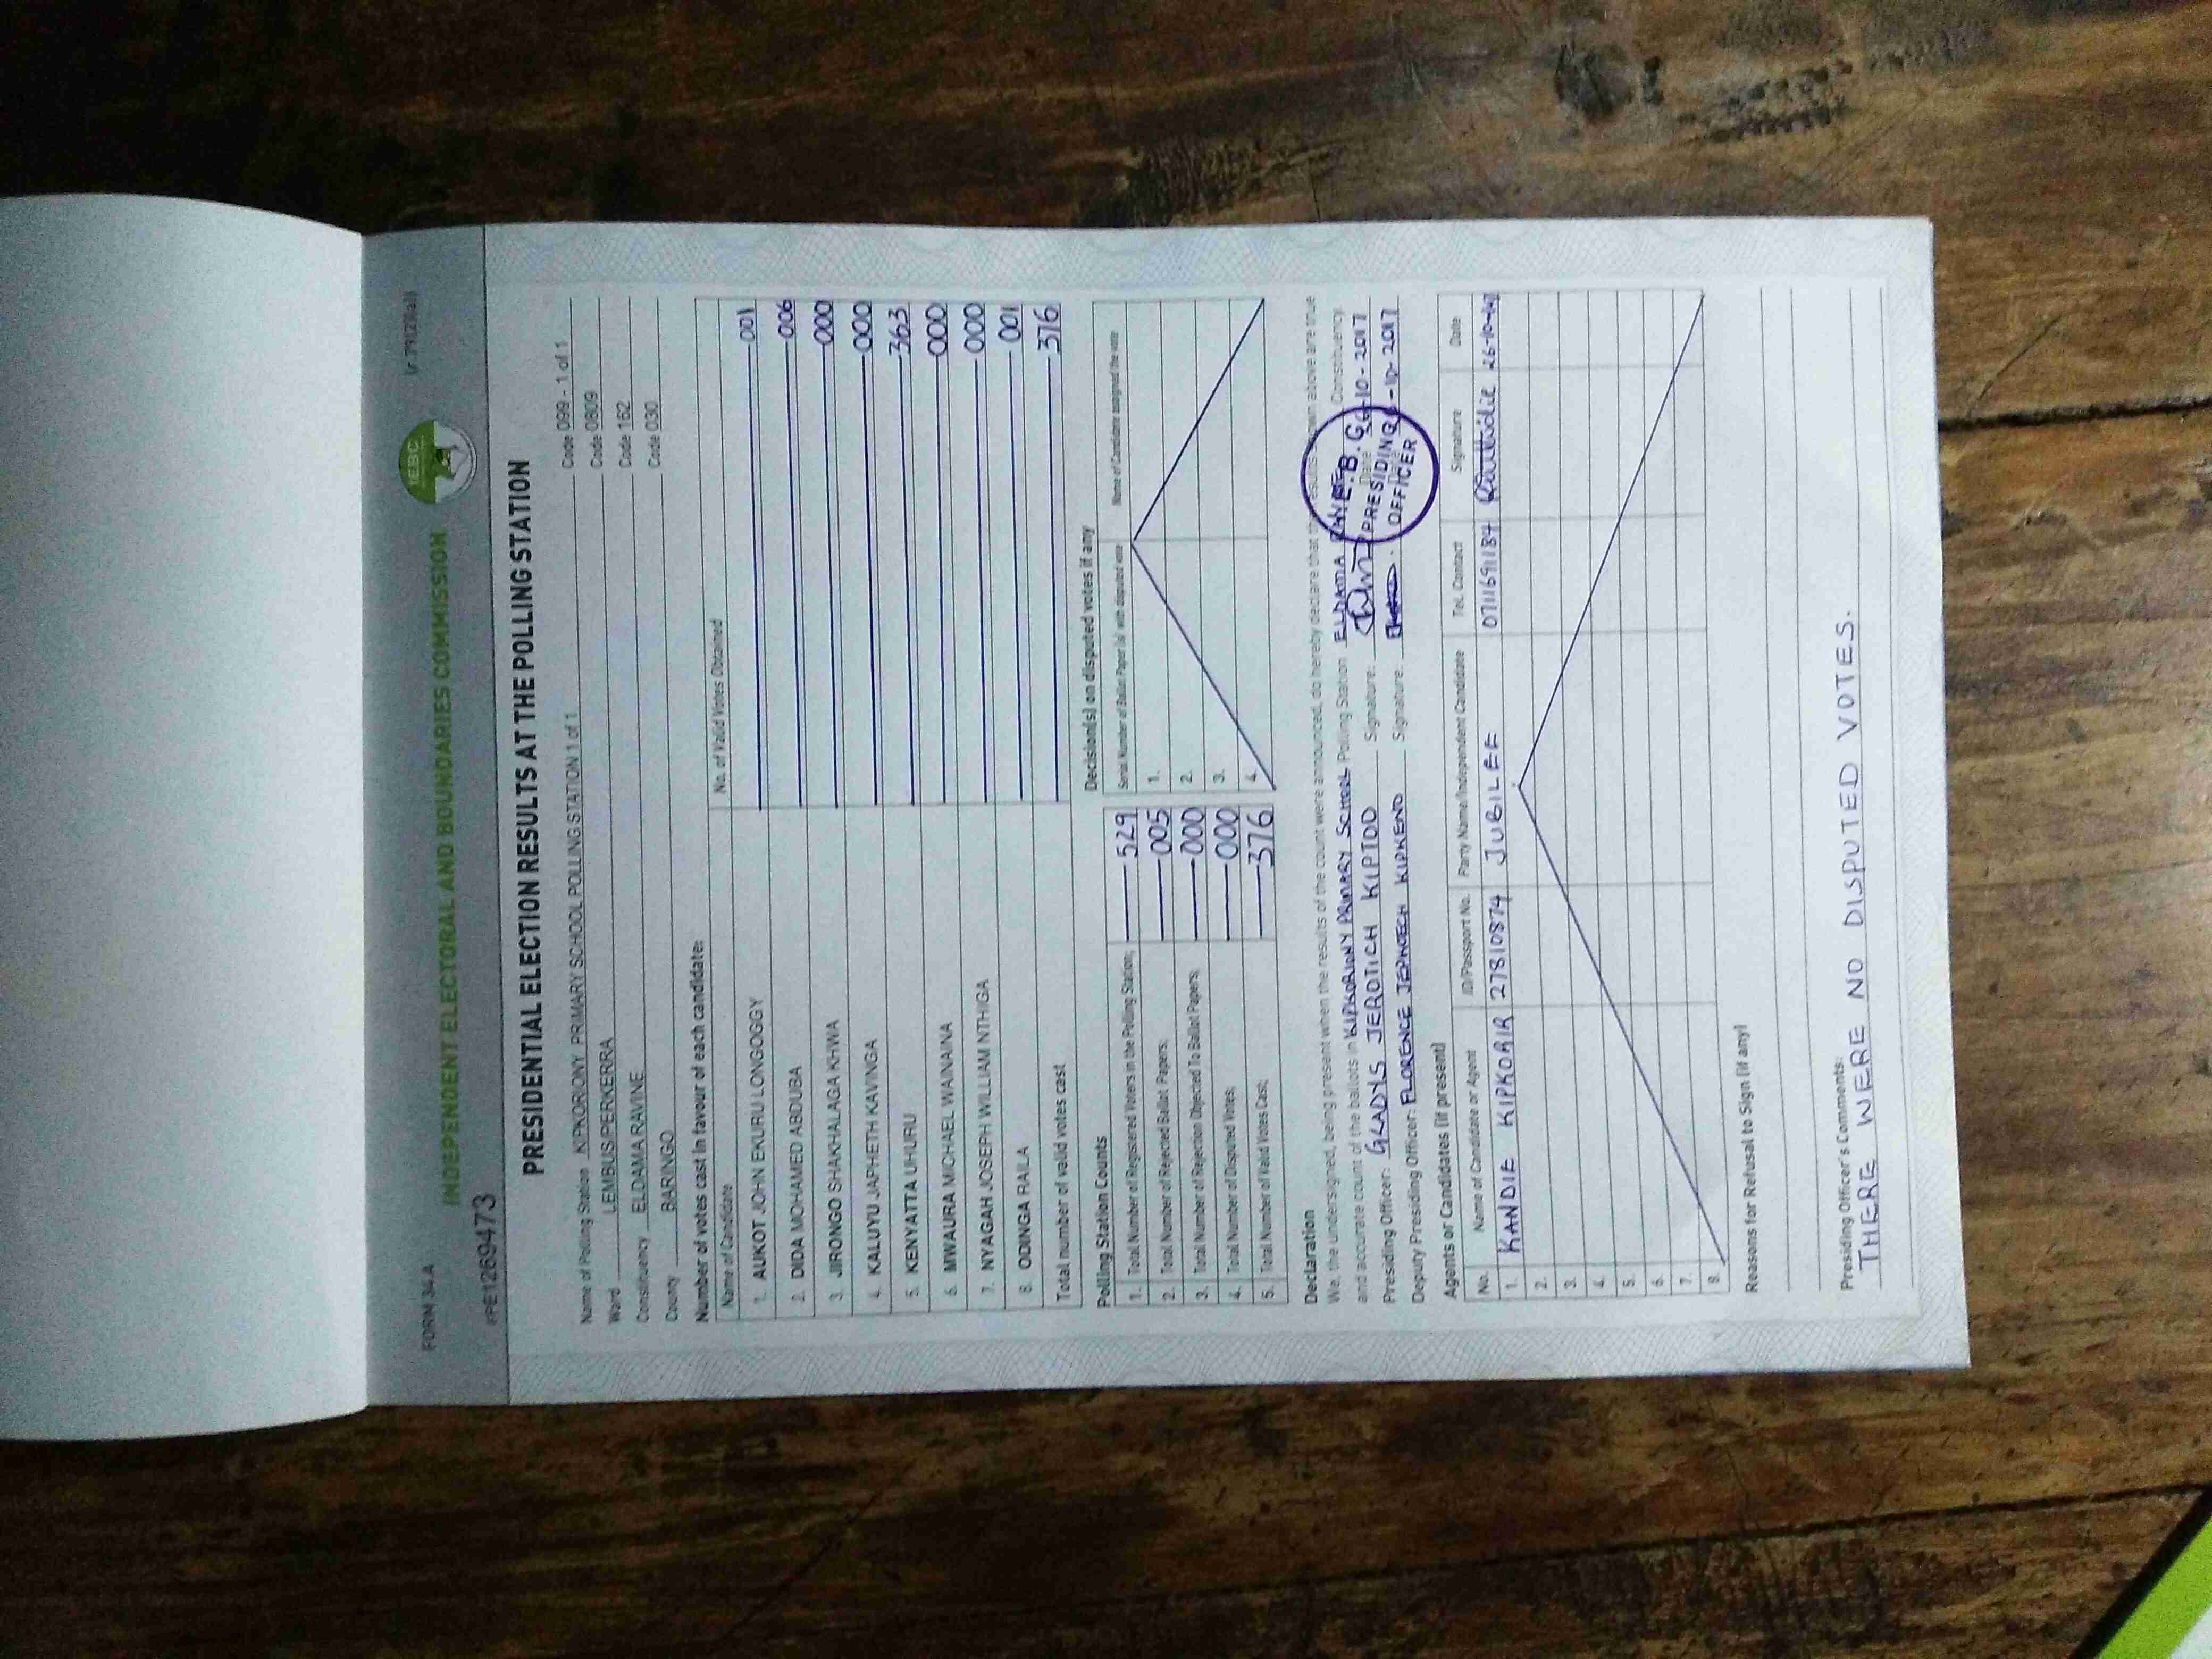 FORM 34A
INDEPENDENT ELECTORAL AND BOUNDARIES COMMISSION
IEBC
PE1269473
PRESIDENTIAL ELECTION RESULTS AT THE POLLING STATION
Name of Polling Station KIPKORIONY PRIMARY SCHOOL POLLING STATION 1 of 1 Code 099 - 1 of 1
Ward LEMBUS/PERKERRA Code 0809
Constituency ELDAMA RAVINE Code 162
County BARINGO Code 030
Number of votes cast in favour of each candidate:
Name of Candidate No. of Valid Votes Obtained
1. AUKOT JOHN EKURU LONGOGGY 001
2. DIDA MOHAMED ABDUBA 006
3. JIRONGO SHAKHALAGA KHWA 000
4. KALUYU JAPHETH KAVINGA 000
5. KENYATTA UHURU 363
6. MWAURA MICHAEL WAINAINA 000
7. NYAGAH JOSEPH WILLIAM NTHIGA 000
8. ODINGA RAILA 001
Total number of valid votes cast 376
Polling Station Counts
1. Total Number of Registered Voters in the Polling Station; 529
2. Total Number of Rejected Ballot Papers; 005
3. Total Number of Rejection Objected To Ballot Papers; 000
4. Total Number of Disputed Votes; 000
5. Total Number of Valid Votes Cast; 376
Decision(s) on disputed votes if any
Serial Number of Ballot Paper (s) with disputed vote Name of Candidate assigned the vote
1.
2.
3.
4.
Declaration
We, the undersigned, being present when the results of the count were announced, do hereby declare that the results shown above are true
and accurate count of the ballots in KIPKORIONY PRIMARY SCHOOL Polling Station ELDAMA Constituency.
Presiding Officer: GLADYS JEROTICH KIPTOO Signature: Date 26-10-2017
Deputy Presiding Officer: FLORENCE JEPKOECH KIPKENO Signature: -10-2017
PRESIDING
OFFICER
Agents or Candidates (if present)
No. Name of Candidate or Agent ID/Passport No. Party Name/Independent Candidate Tel. Contact Signature Date
1. KANDIE KIPKORIR 27810874 JUBILEE 0711691184 26-10-2017
2.
3.
4.
5.
6.
7.
8.
Reasons for Refusal to Sign (if any)
Presiding Officer's Comments:
THERE WERE NO DISPUTED VOTES.